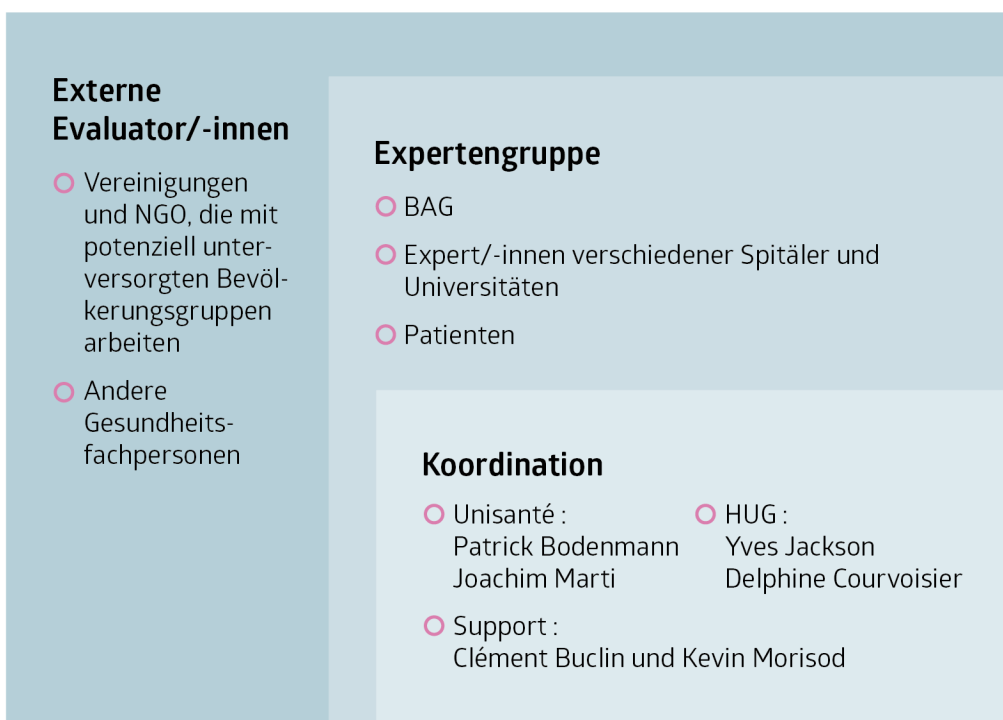 Externe
Evaluator/-innen
Vereinigungen
und NGO, die mit
potenziell unter-
versorgten Bevöl-
kerungsgruppen
arbeiten
Andere
Gesundheits-
fachpersonen
Expertengruppe
BAG
Expert/-innen verschiedener Spitäler und
Universitäten
Patienten
Koordination
Unisanté :
Patrick Bodenmann
Joachim Marti
HUG :
Yves Jackson
Delphine Courvoisier
Support :
Clément Buclin und Kevin Morisod